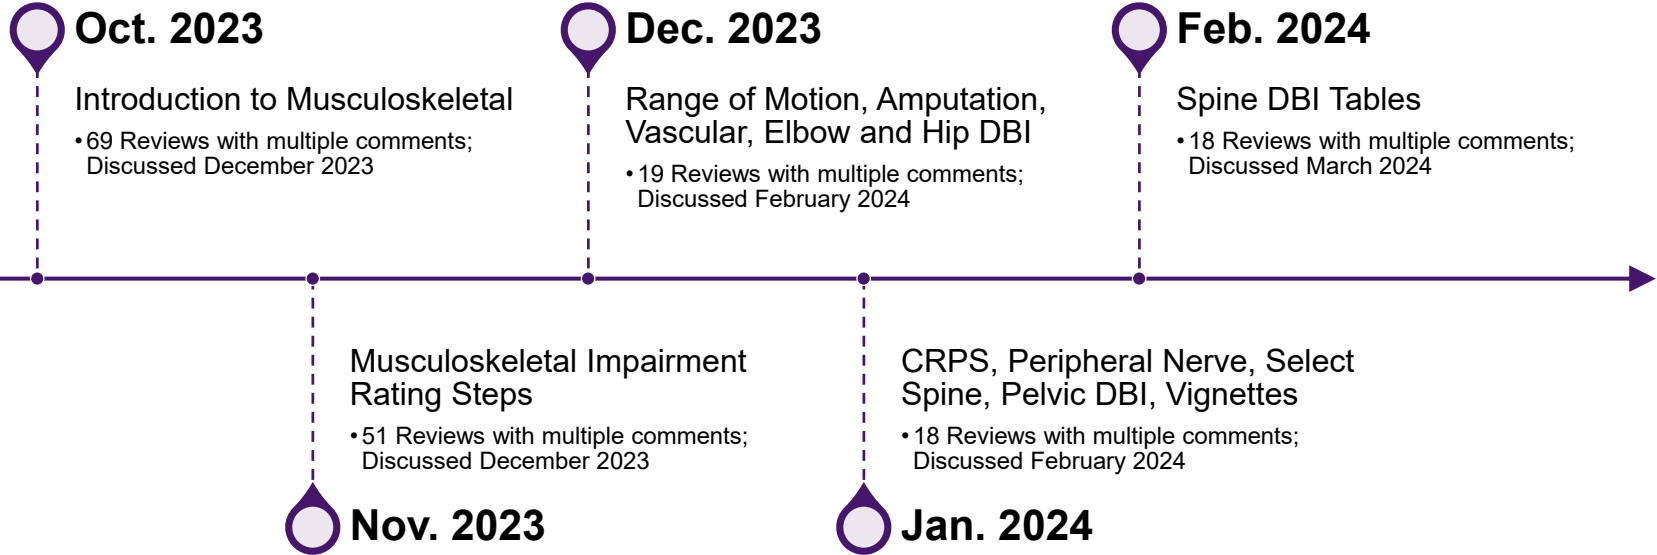 Oct. 2023
Introduction to Musculoskeletal
• 69 Reviews with multiple comments;
Discussed December 2023
Dec. 2023
Range of Motion, Amputation,
Vascular, Elbow and Hip DBI
• 19 Reviews with multiple comments;
Discussed February 2024
Feb. 2024
Spine DBI Tables
• 18 Reviews with multiple comments;
Discussed March 2024
Musculoskeletal Impairment
Rating Steps
• 51 Reviews with multiple comments;
Discussed December 2023
Nov. 2023
CRPS, Peripheral Nerve, Select
Spine, Pelvic DBI, Vignettes
• 18 Reviews with multiple comments;
Discussed February 2024
Jan. 2024